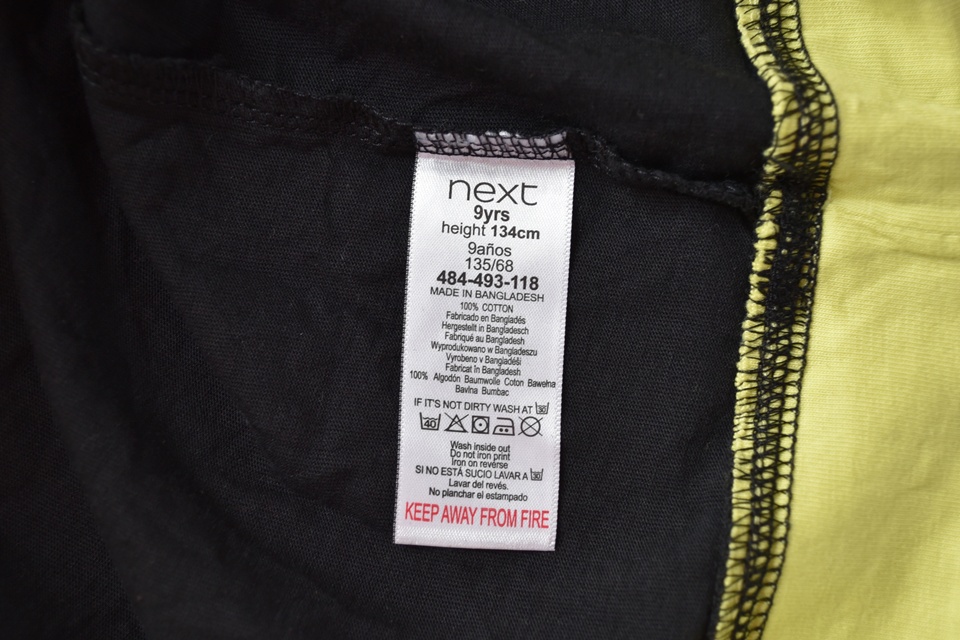 next
9yrs
height 134cm
9años
135/68
484-493-118
MADE IN BANGLADESH
100% COTTON
Fabricado en Bangladés
Hergestellt in Bangladesch
Fabriqué au Bangladesh
Wyprodukowano w Bangladeszu
Vyrobeno v Bangladéši
Fabricat în Bangladesh
100% Algodón Baumwolle Coton Bawełna
Bavlna Bumbac
IF IT'S NOT DIRTY WASH AT 30
40
Wash inside out
Do not iron print
Iron on reverse
SI NO ESTÁ SUCIO LAVAR A 30
Lavar del revés.
No planchar el estampado
KEEP AWAY FROM FIRE